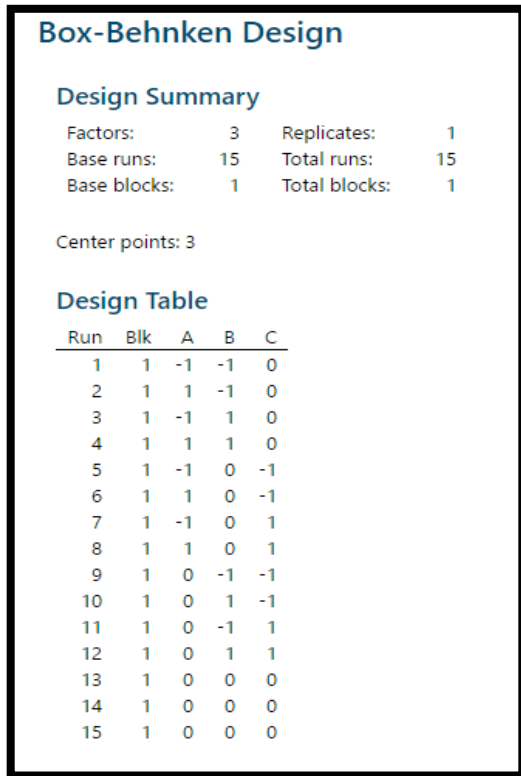 Box-Behnken Design
Design Summary
Factors: 3 Replicates: 1
Base runs: 15 Total runs: 15
Base blocks: 1 Total blocks: 1
Center points: 3
Design Table
Run Blk A B C
1 1 -1 -1 0
2 1 1 -1 0
3 1 -1 1 0
4 1 1 1 0
5 1 -1 0 -1
6 1 1 0 -1
7 1 -1 0 1
8 1 1 0 1
9 1 0 -1 -1
10 1 0 1 -1
11 1 0 -1 1
12 1 0 1 1
13 1 0 0 0
14 1 0 0 0
15 1 0 0 0